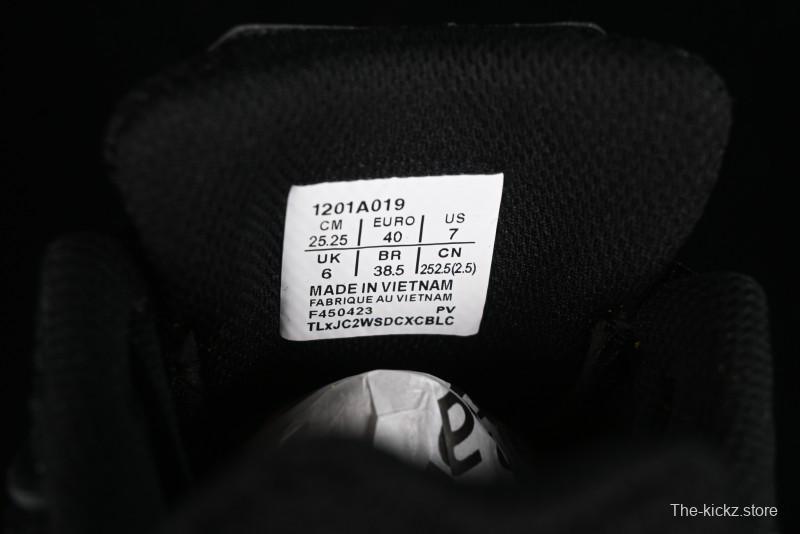 1201A019
CM EURO US
25.25 40 7
UK BR CN
6 38.5 252.5(2.5)
MADE IN VIETNAM
FABRIQUE AU VIETNAM
F450423 PV
TLxJC2WSDCXCBLC
The-kickz.store